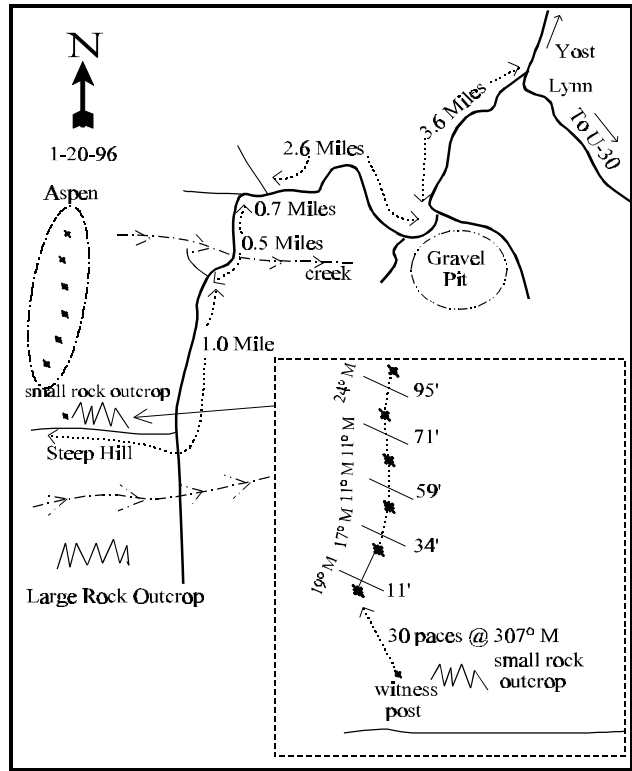 N
1-20-96
Yost
Lynn
To U-30
3.6 Miles
2.6 Miles
Aspen
0.7 Miles
0.5 Miles
creek
Gravel
Pit
1.0 Mile
small rock outcrop
Steep Hill
Large Rock Outcrop
24° M
95'
11° M
71'
11° M
59'
17° M
34'
19° M
11'
30 paces @ 307° M
small rock
outcrop
witness
post